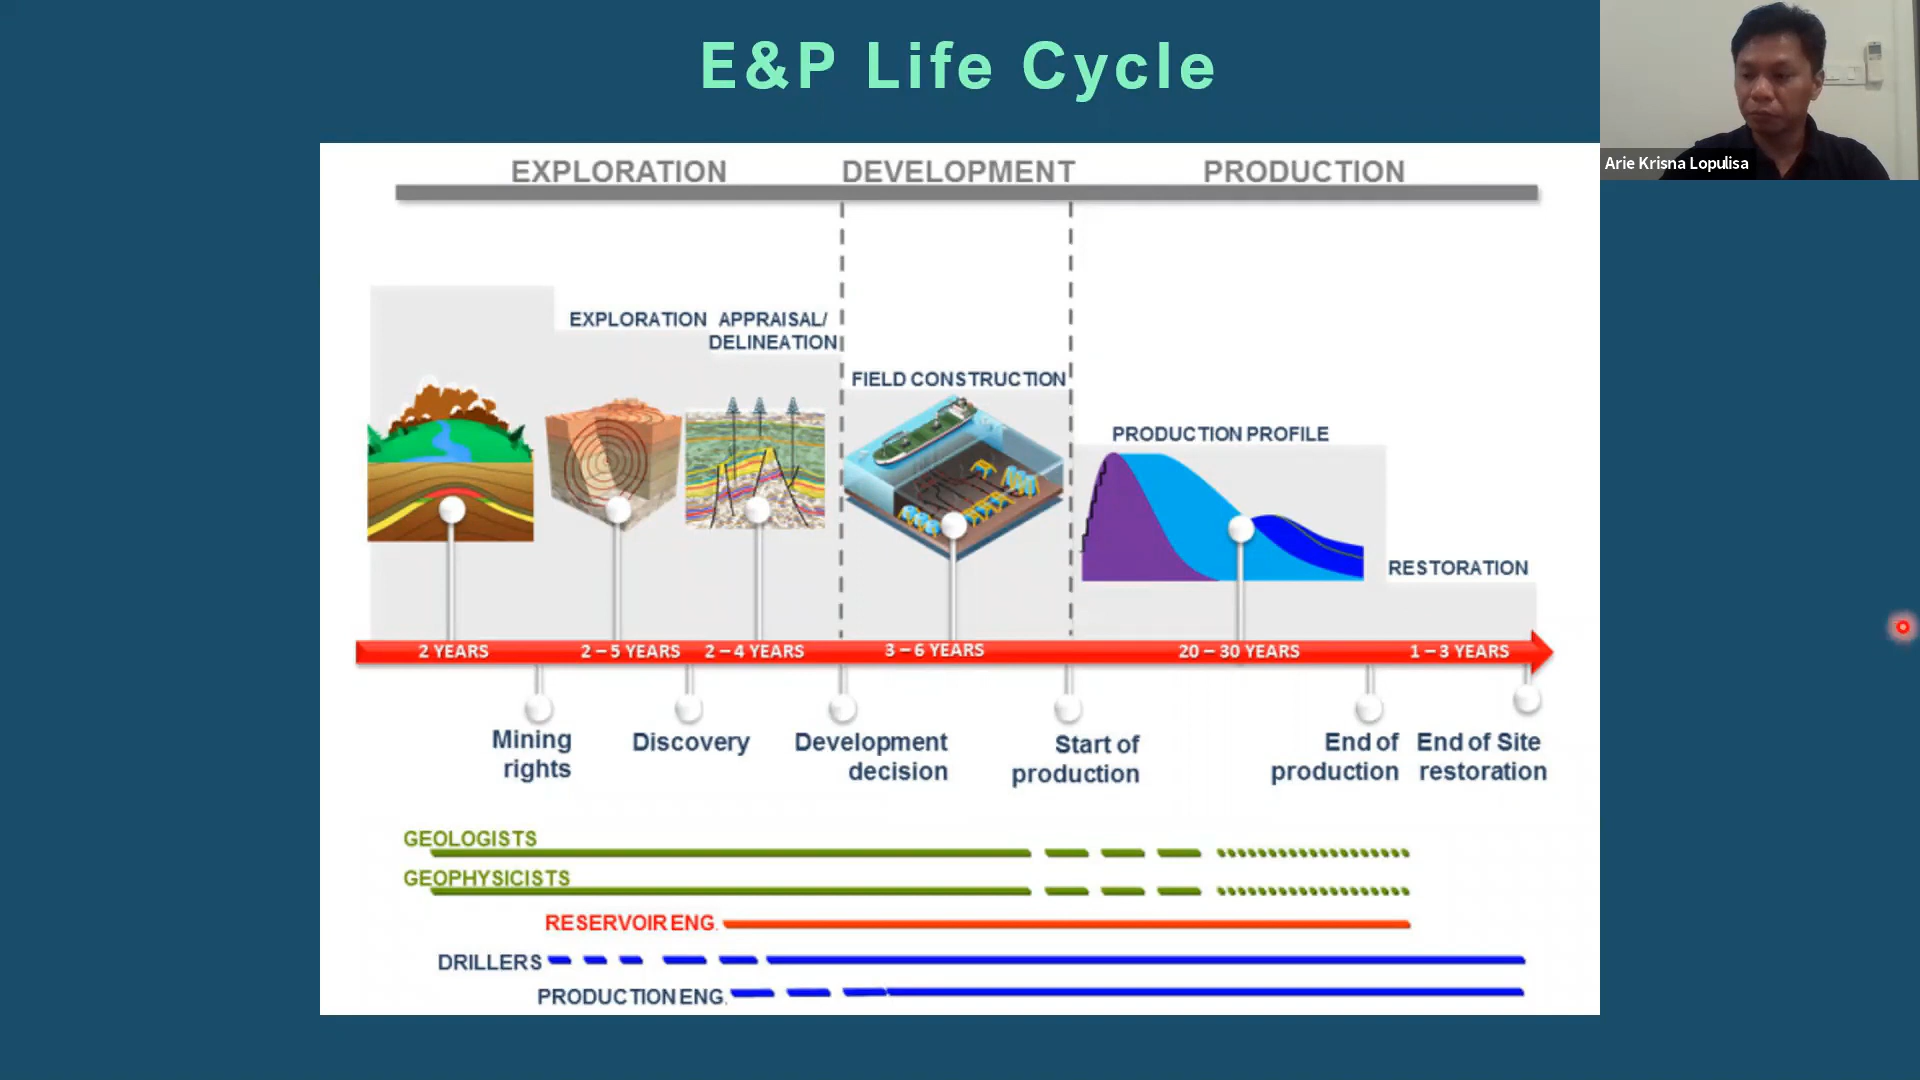 E&P Life Cycle
Arie Krisna Lopulisa
EXPLORATION
DEVELOPMENT
PRODUCTION
EXPLORATION
APPRAISAL/
DELINEATION
FIELD CONSTRUCTION
PRODUCTION PROFILE
RESTORATION
2 YEARS
2 – 5 YEARS
2 – 4 YEARS
3 – 6 YEARS
20 – 30 YEARS
1 – 3 YEARS
Mining
rights
Discovery
Development
decision
Start of
production
End of
production
End of Site
restoration
GEOLOGISTS
GEOPHYSICISTS
RESERVOIR ENG.
DRILLERS
PRODUCTION ENG.